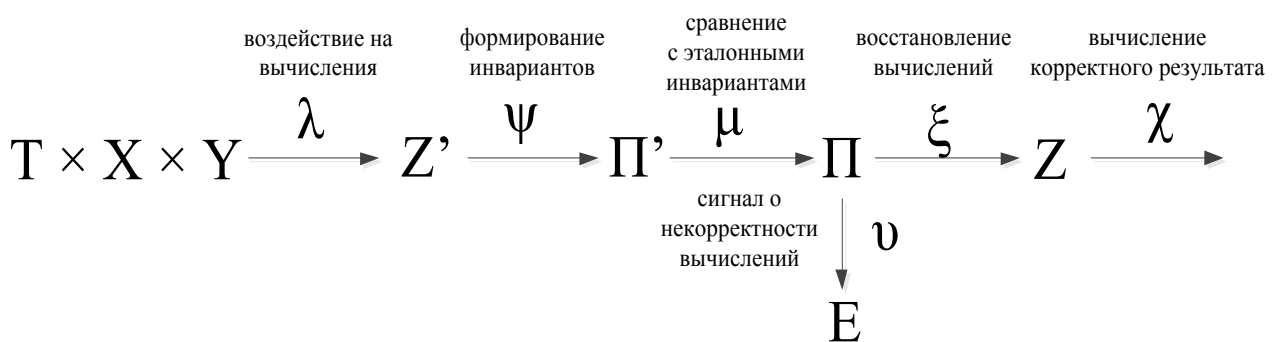 воздействие на
вычисления
λ
формирование
инвариантов
ψ
сравнение
с эталонными
инвариантами
μ
восстановление
вычислений
ξ
вычисление
корректного результата
χ
T × X × Y Z’ П’ П Z
сигнал о
некорректности
вычислений
υ
E